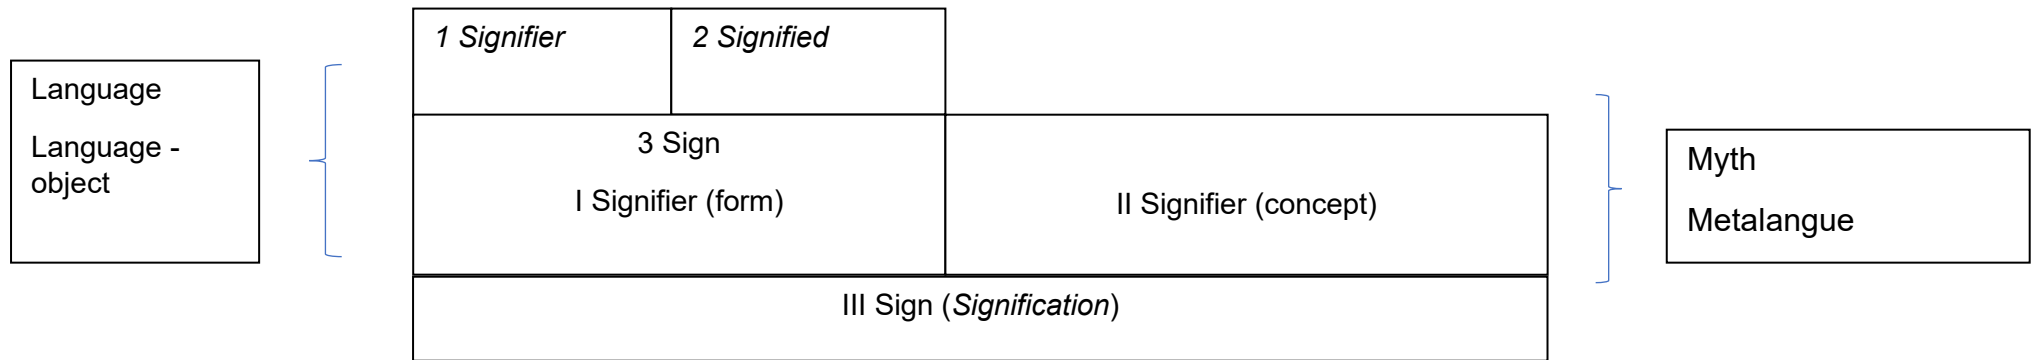 Language
Language -
object
1 Signifier
2 Signified
3 Sign
I Signifier (form)
II Signifier (concept)
III Sign (Signification)
Myth
Metalangue